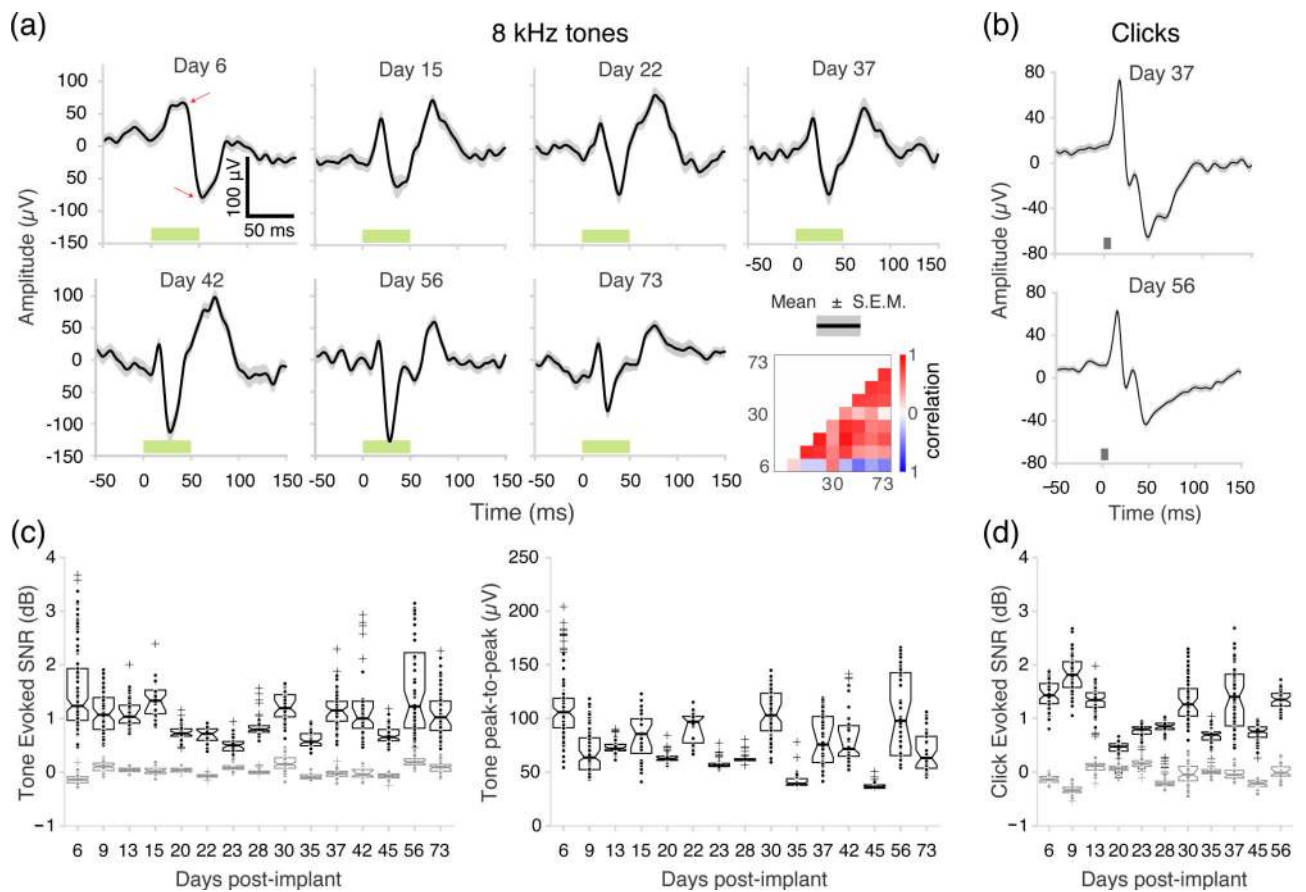 (a)
8 kHz tones
Day 6
Day 15
Day 22
Day 37
100
50
0
-50
-100
-150
100 µV
50 ms
0 50 100 150
-50 0 50 100 150
Amplitude (µV)
Day 42
Day 56
Day 73
100
50
0
-50
-100
-150
-50 0 50 100 150
-50 0 50 100 150
-50 0 50 100 150
Time (ms)
Mean ± S.E.M.
73
30
6
30 73
1
0
1
correlation
(b)
Clicks
Day 37
80
40
0
-40
-80
Amplitude (µV)
Day 56
80
40
0
-40
-80
-50 0 50 100 150
Time (ms)
(c)
Tone Evoked SNR (dB)
4
3
2
1
0
−1
6 9 13 15 20 22 23 28 30 35 37 42 45 56 73
Days post-implant
Tone peak-to-peak (µV)
250
200
150
100
50
0
6 9 13 15 20 22 23 28 30 35 37 42 45 56 73
Days post-implant
(d)
Click Evoked SNR (dB)
4
3
2
1
0
−1
6 9 13 20 23 28 30 35 37 45 56
Days post-implant